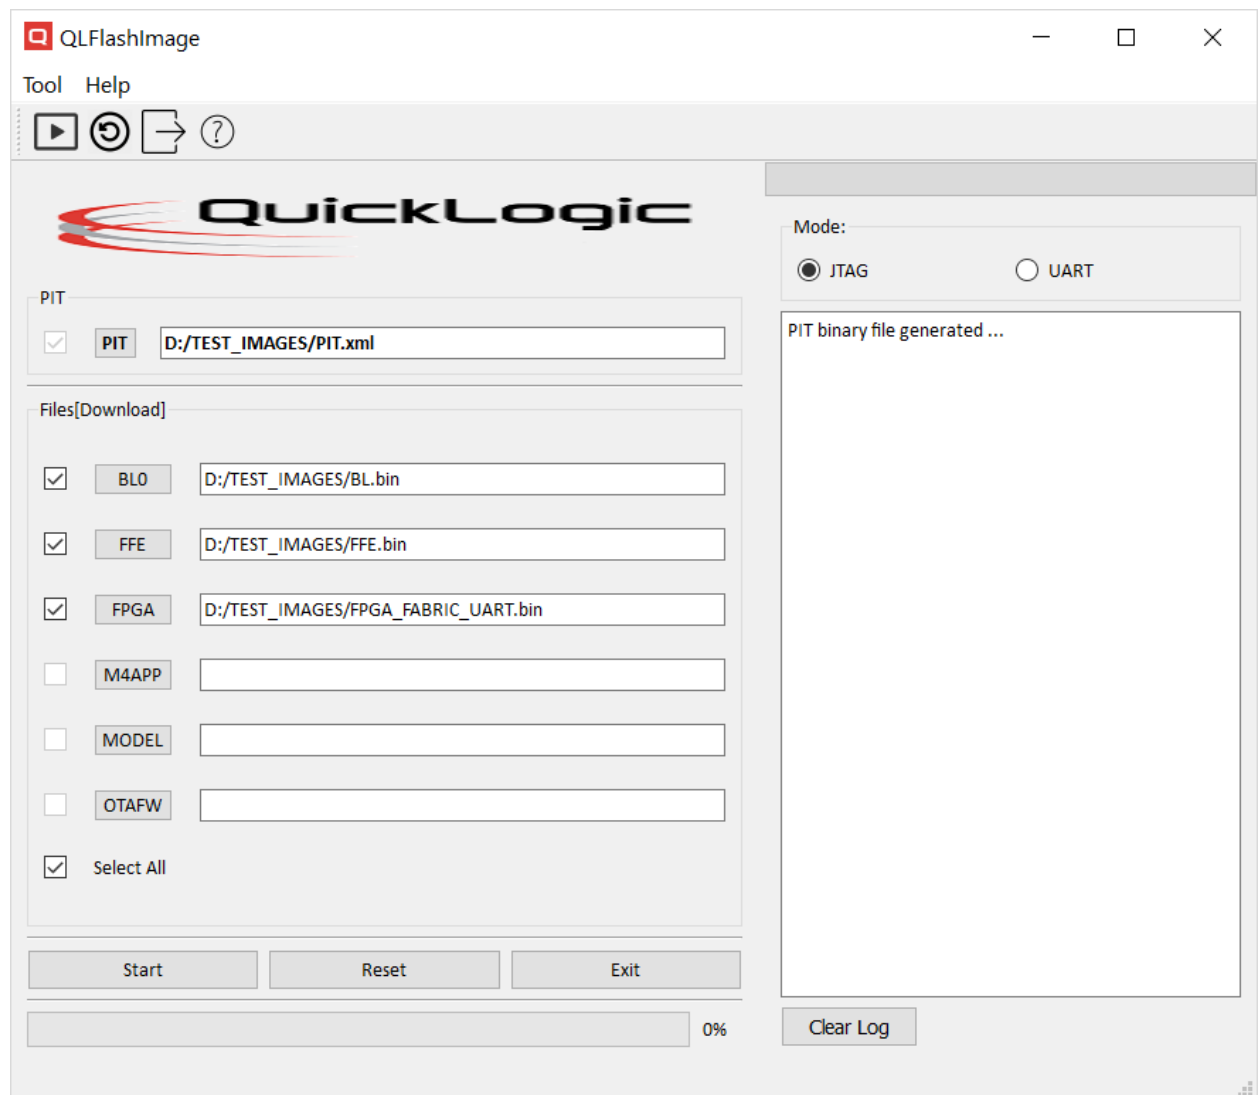 QLFlashImage
Tool Help
QuickLogic
Mode:
JTAG UART
PIT
PIT D:/TEST_IMAGES/PIT.xml
PIT binary file generated ...
Files[Download]
BL0 D:/TEST_IMAGES/BL.bin
FFE D:/TEST_IMAGES/FFE.bin
FPGA D:/TEST_IMAGES/FPGA_FABRIC_UART.bin
M4APP
MODEL
OTAFW
Select All
Start Reset Exit
0%
Clear Log